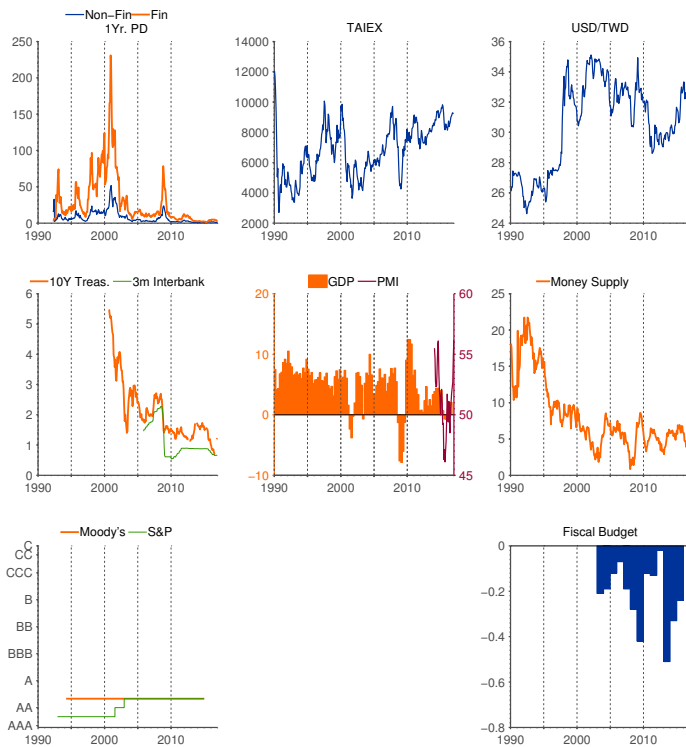 Non−Fin Fin
1Yr. PD
TAIEX
USD/TWD
250
200
150
100
50
0
1990 2000 2010
14000
12000
10000
8000
6000
4000
2000
1990 2000 2010
36
34
32
30
28
26
24
1990 2000 2010
10Y Treas. 3m Interbank
GDP PMI
Money Supply
6
5
4
3
2
1
0
1990 2000 2010
20
10
0
−10
60
55
50
45
1990 2000 2010
25
20
15
10
5
0
1990 2000 2010
Moody's S&P
Fiscal Budget
C
CC
CCC
B
BB
BBB
A
AA
AAA
1990 2000 2010
0
−0.2
−0.4
−0.6
−0.8
1990 2000 2010